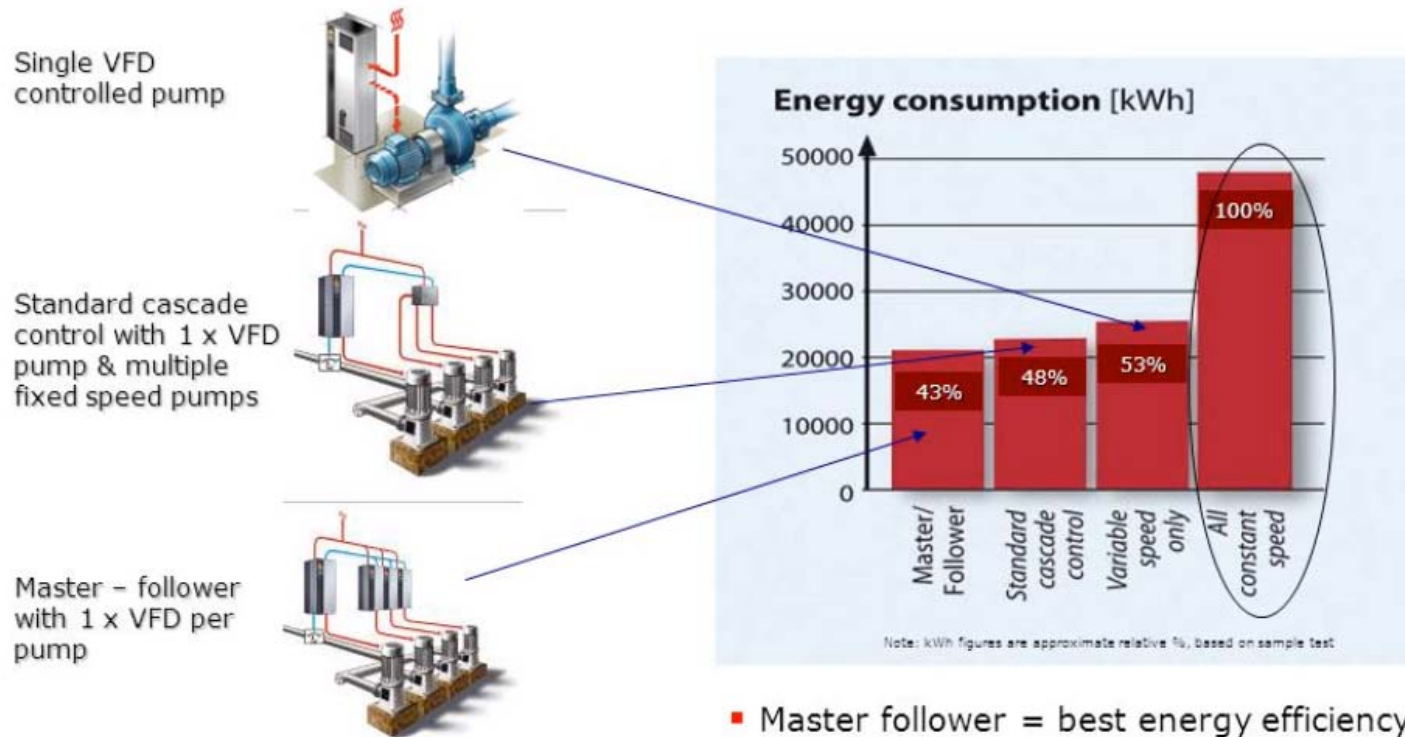 Single VFD
controlled pump
Standard cascade
control with 1 x VFD
pump & multiple
fixed speed pumps
Master – follower
with 1 x VFD per
pump
Energy consumption [kWh]
50000
40000
30000
20000
10000
0
43%
48%
53%
100%
Master/
Follower
Standard
cascade
control
Variable
speed
only
All
constant
speed
Note: kWh figures are approximate relative %, based on sample test
▪ Master follower = best energy efficiency